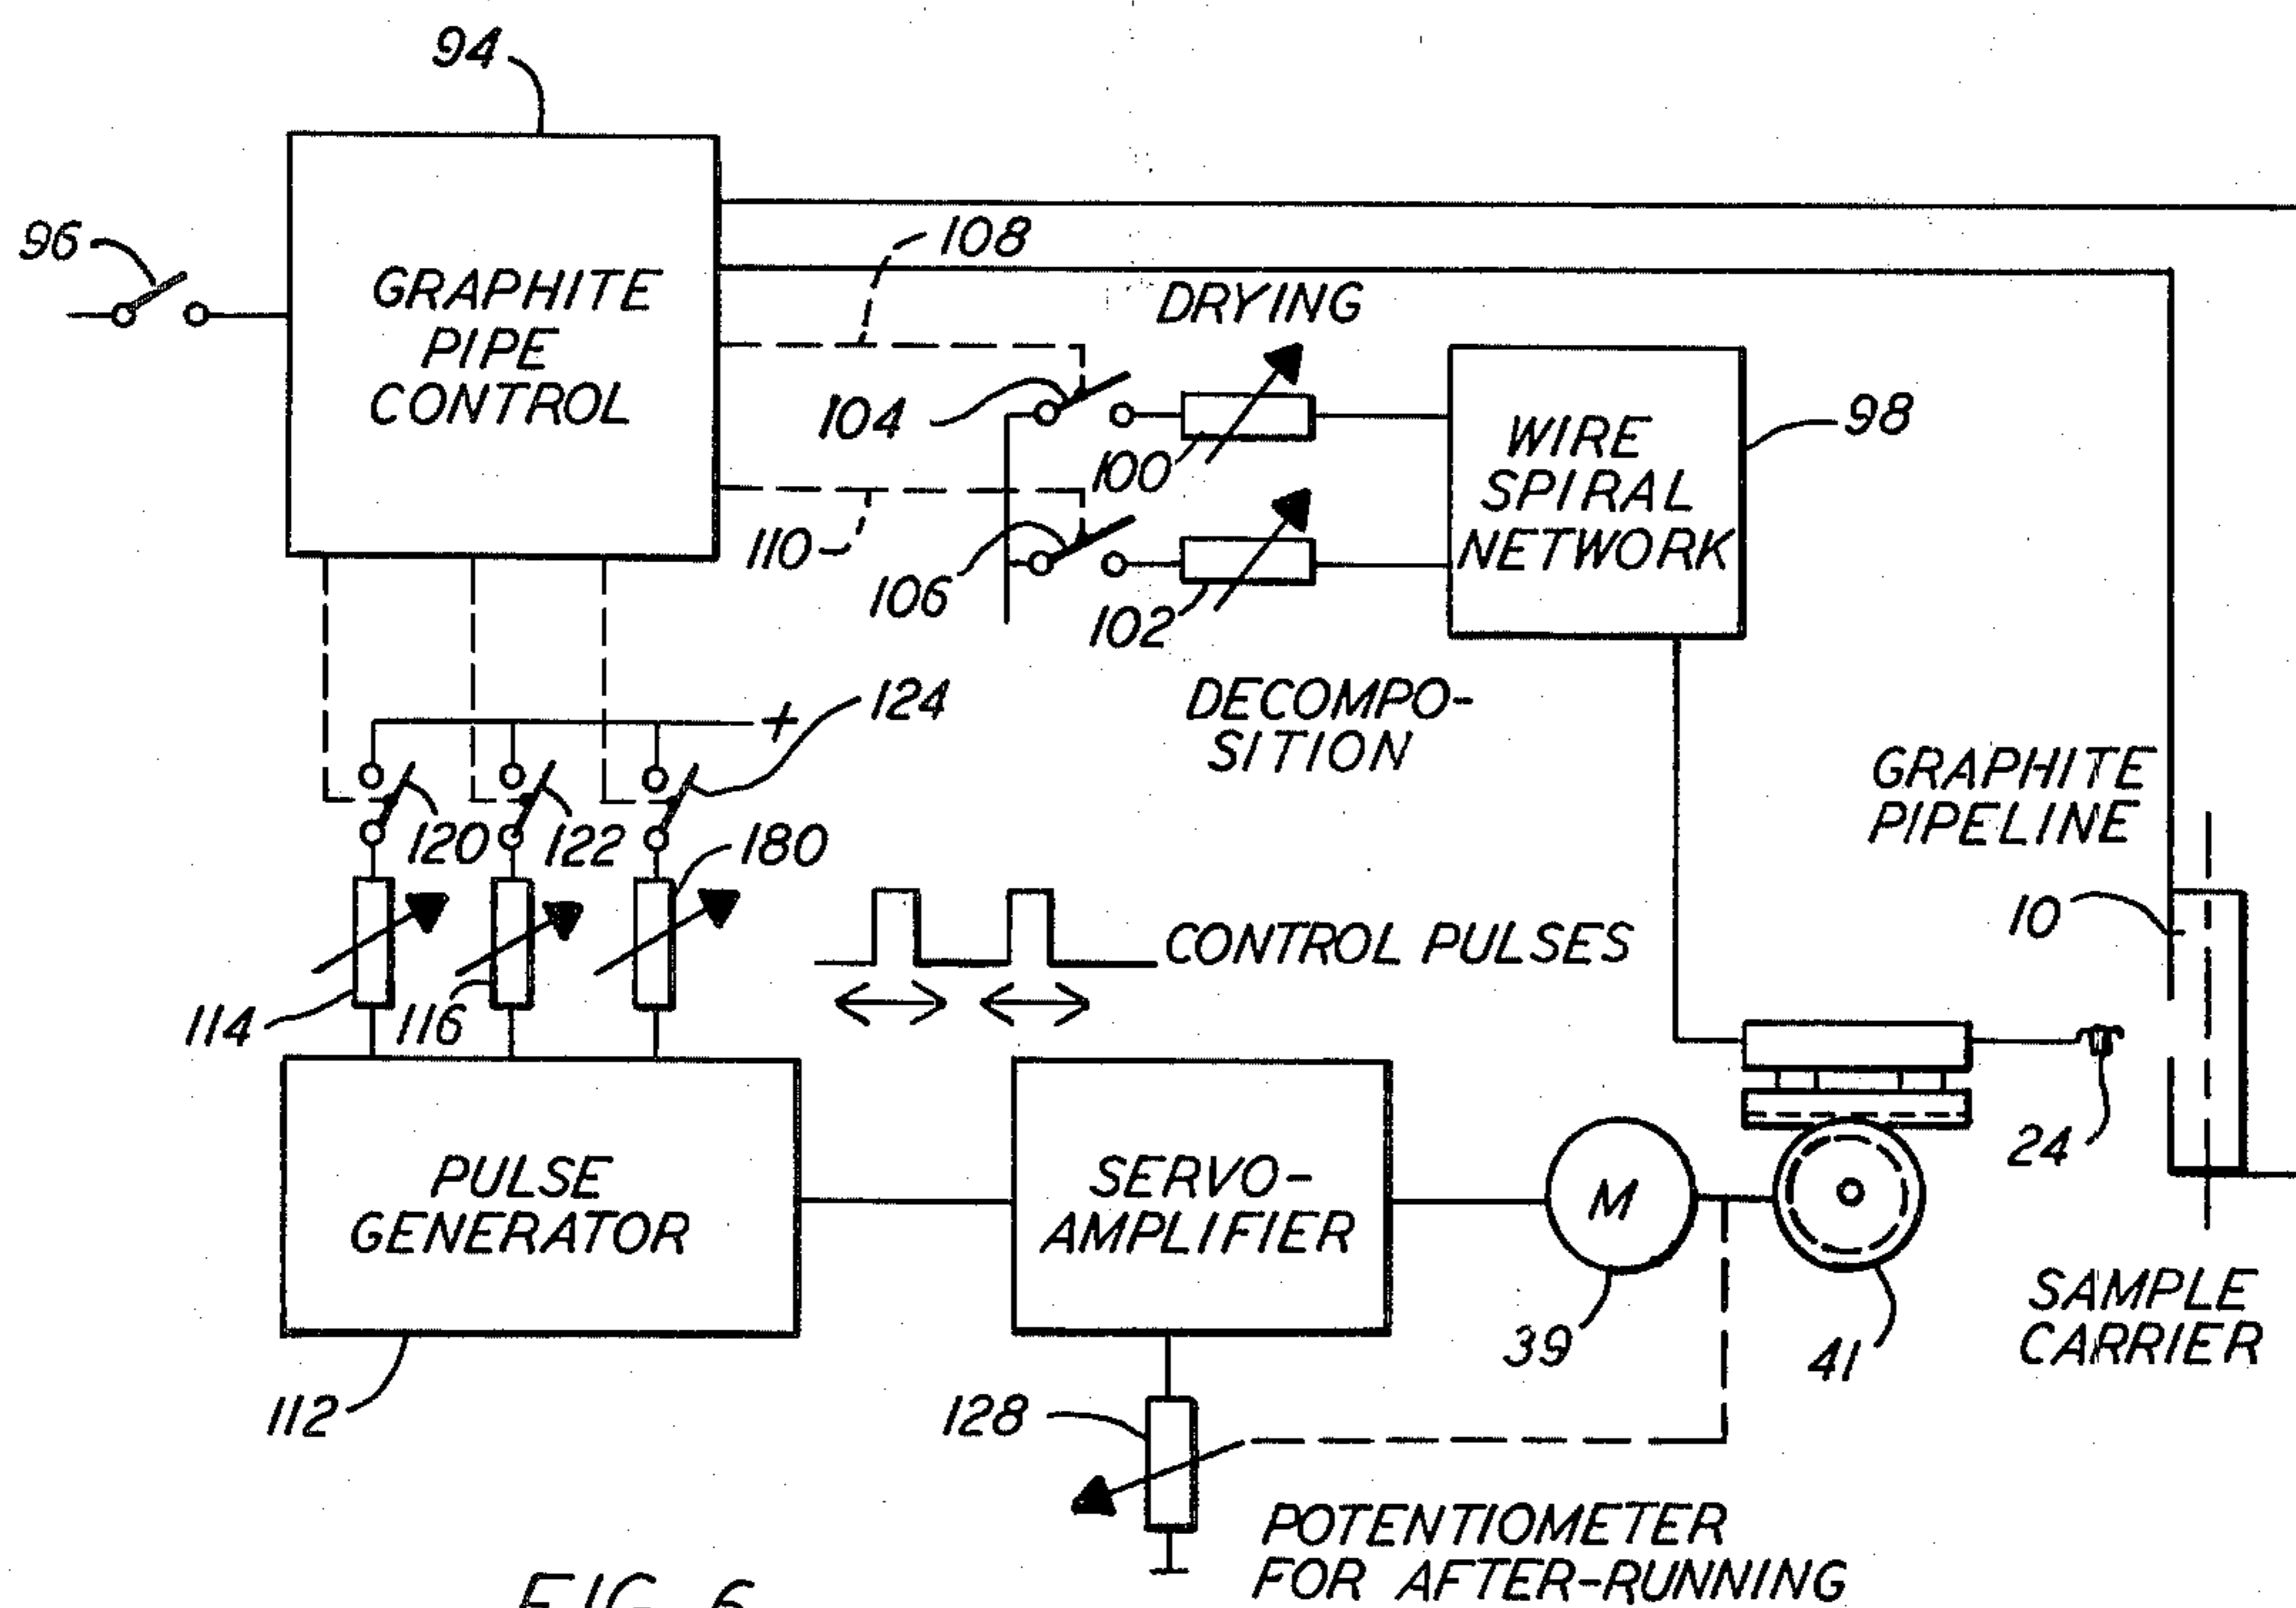 94
96
GRAPHITE
PIPE
CONTROL
108
DRYING
104
100
98
WIRE
SPIRAL
NETWORK
110
106
102
124
+
DECOMPO-
SITION
GRAPHITE
PIPELINE
120
122
180
10
CONTROL PULSES
114
116
24
PULSE
GENERATOR
SERVO-
AMPLIFIER
M
SAMPLE
CARRIER
39
41
112
128
POTENTIOMETER
FOR AFTER-RUNNING
FIG. 6